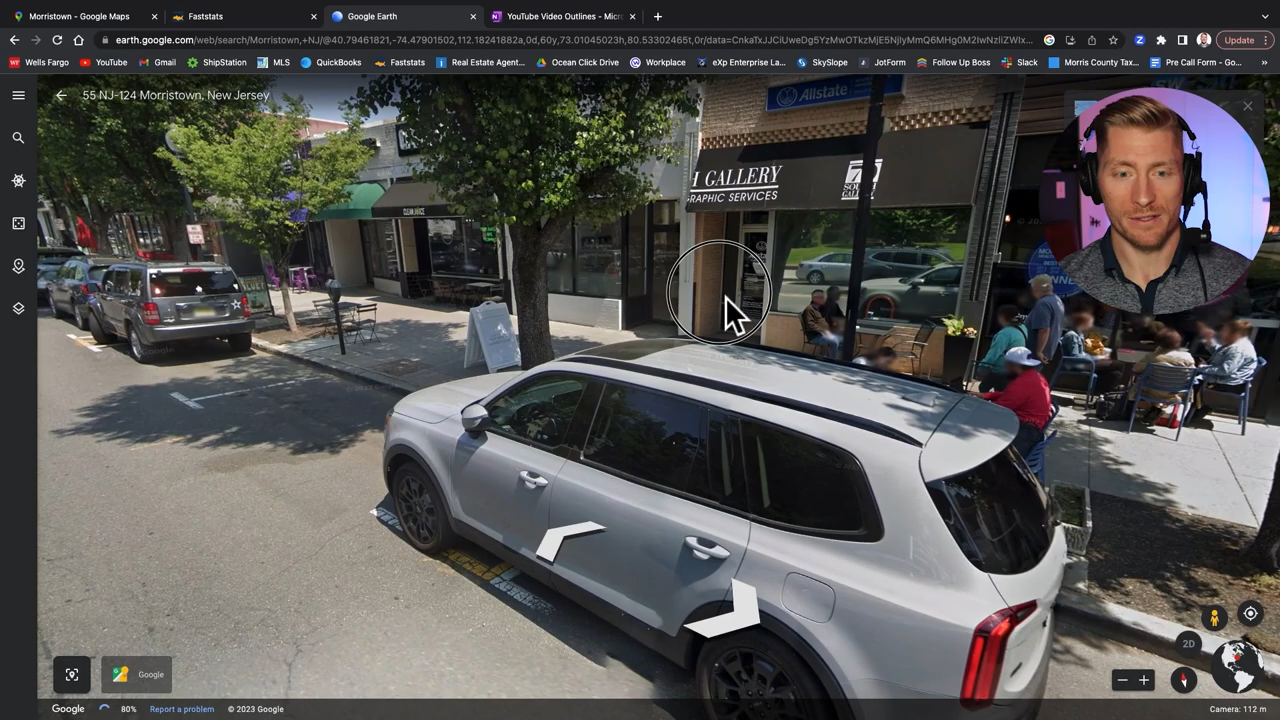 Morristown - Google Maps
Faststats
Google Earth
YouTube Video Outlines - Micr
earth.google.com/web/search/Morristown,+NJ/@40.79461821,-74.47901502,112.18241882a,0d,60y,73.01045023h,80.53302465t,0r/data=
Update
Wells Fargo
YouTube
Gmail
ShipStation
MLS
QuickBooks
Faststats
Real Estate Agent...
Ocean Click Drive
Workplace
eXp Enterprise La...
SkySlope
JotForm
Follow Up Boss
Slack
Morris County Tax...
Pre Call Form - Go...
55 NJ-124 Morristown, New Jersey
Allstate
H GALLERY
GRAPHIC SERVICES
CLEAN JUICE
Google
2D
Google
80%
Report a problem
© 2023 Google
Camera: 112 m